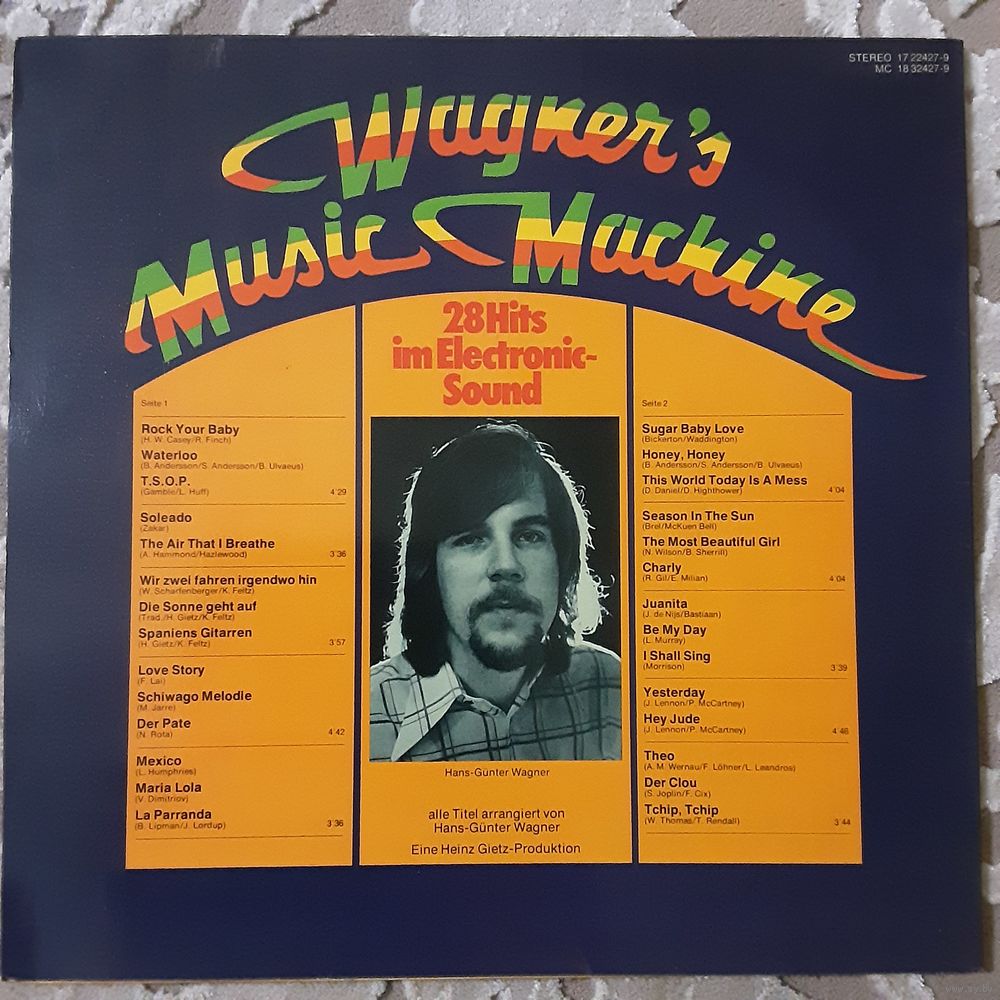 STEREO 17 22427-9
MC 18 32427-9
Wagner's
Music Machine
28 Hits
im Electronic-
Sound
Seite 1
Rock Your Baby
(H. W. Casey/R. Finch)
Waterloo
(B. Andersson/S. Andersson/B. Ulvaeus)
T.S.O.P.
(Gamble/L. Huff) 4'29
Soleado
(Zakar)
The Air That I Breathe
(A. Hammond/Hazlewood) 3'36
Wir zwei fahren irgendwo hin
(W. Scharfenberger/K. Feltz)
Die Sonne geht auf
(Trad./H. Gietz/K. Feltz)
Spaniens Gitarren
(H. Gietz/K. Feltz) 3'57
Love Story
(F. Lai)
Schiwago Melodie
(M. Jarre)
Der Pate
(N. Rota) 4'42
Mexico
(L. Humphries)
Maria Lola
(V. Dimitriov)
La Parranda
(B. Lipman/J. Lordup) 3'36
Hans-Günter Wagner
alle Titel arrangiert von
Hans-Günter Wagner
Eine Heinz Gietz-Produktion
Seite 2
Sugar Baby Love
(Bickerton/Waddington)
Honey, Honey
(B. Andersson/S. Andersson/B. Ulvaeus)
This World Today Is A Mess
(D. Daniel/D. Hightower) 4'04
Season In The Sun
(Brel/McKuen Bell)
The Most Beautiful Girl
(N. Wilson/B. Sherrill)
Charly
(R. Gil/E. Milian) 4'04
Juanita
(J. de Nijs/Bastiaan)
Be My Day
(L. Murray)
I Shall Sing
(Morrison) 3'39
Yesterday
(J. Lennon/P. McCartney)
Hey Jude
(J. Lennon/P. McCartney) 4'46
Theo
(A. M. Wernau/F. Löhner/L. Leandros)
Der Clou
(S. Joplin/F. Cix)
Tchip, Tchip
(W. Thomas/T. Rendall) 3'44